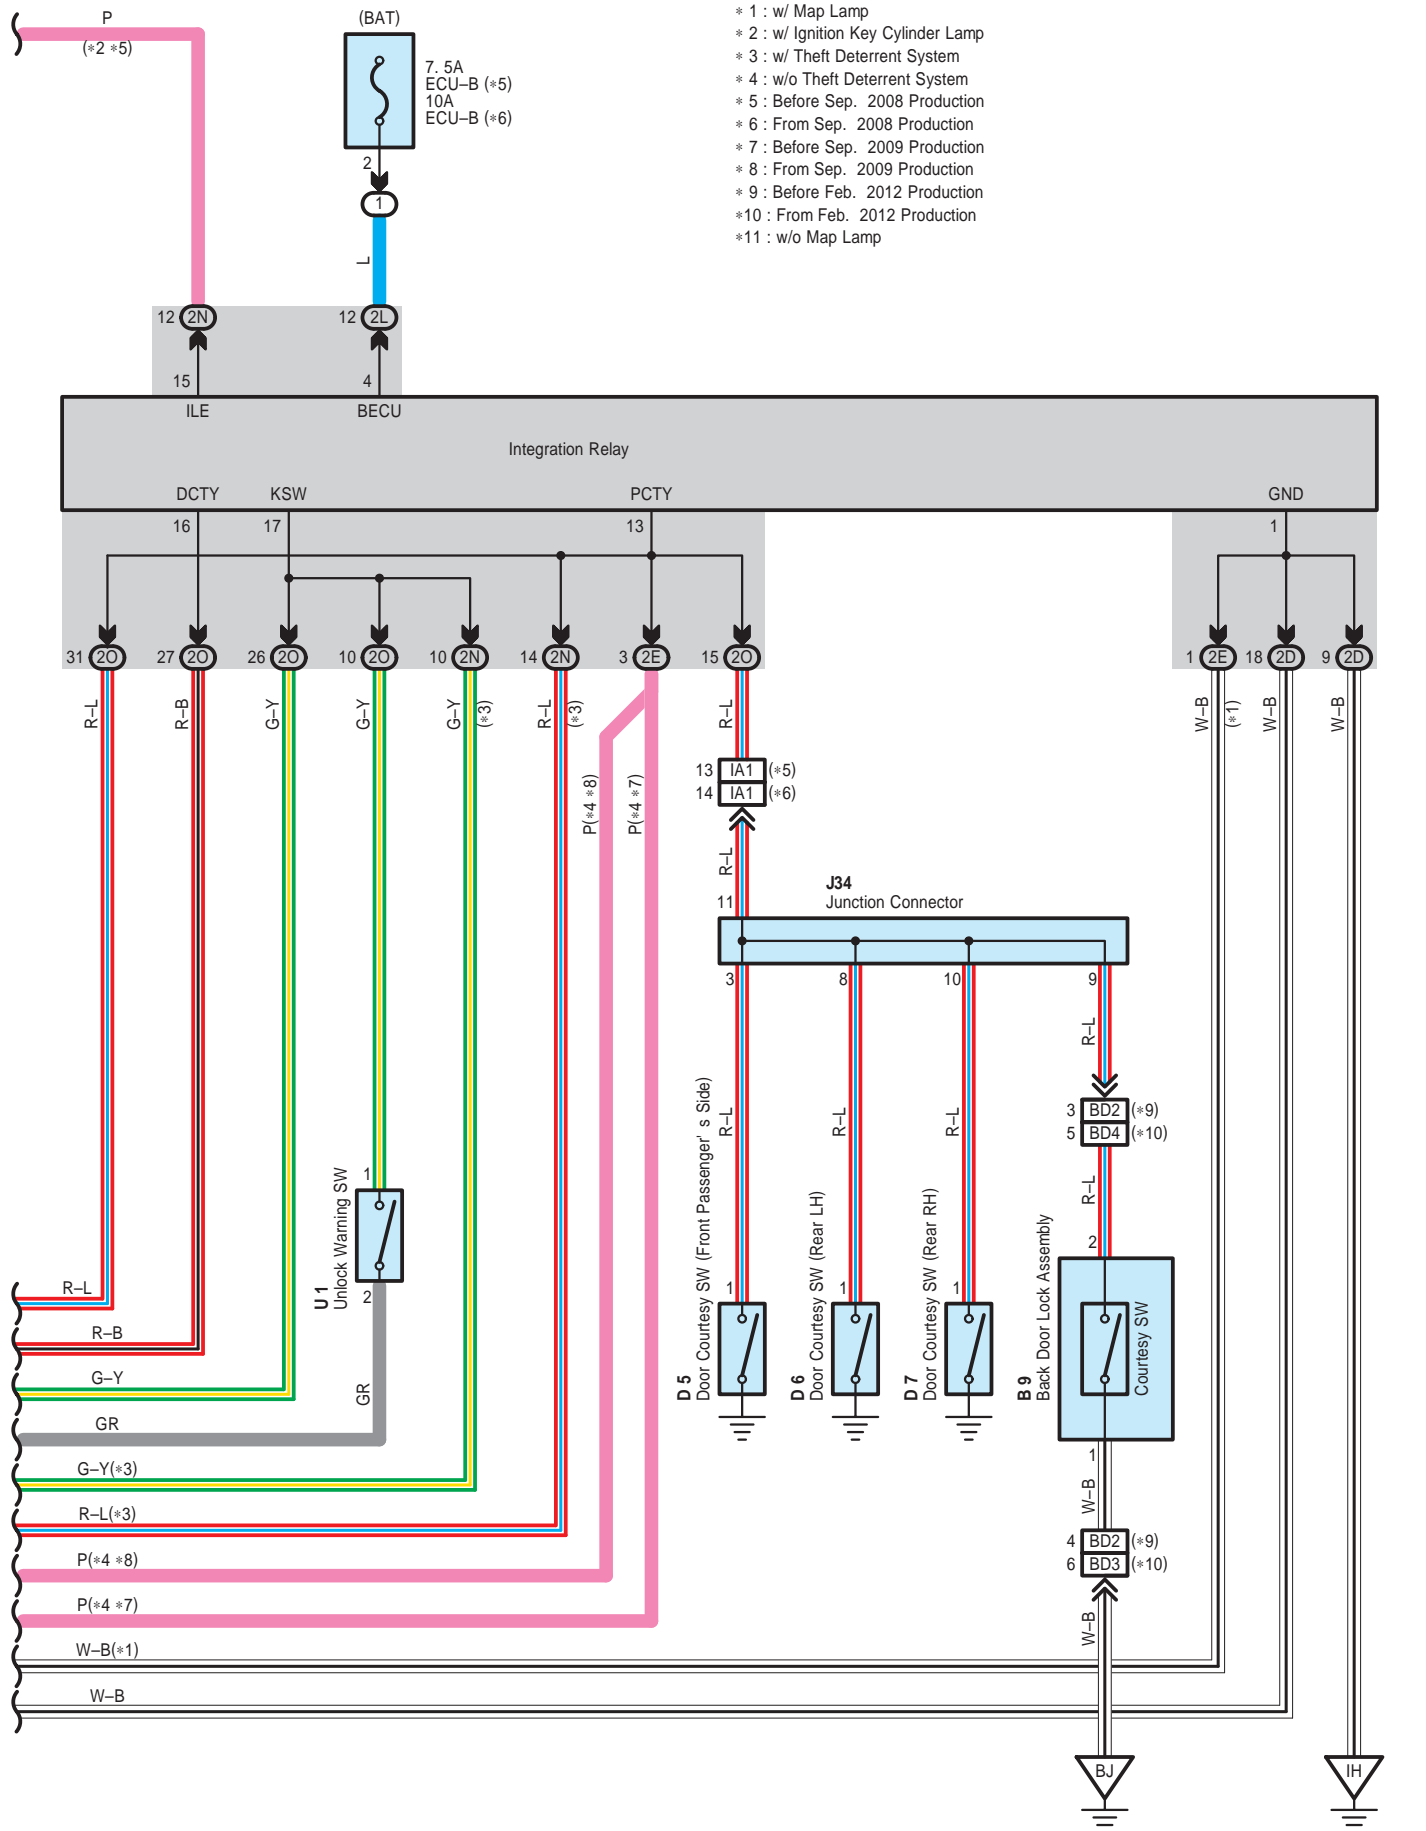 P
(∗2 ∗5)
(BAT)
7. 5A
ECU–B (∗5)
10A
ECU–B (∗6)
2
1
L
∗ 1 : w/ Map Lamp
∗ 2 : w/ Ignition Key Cylinder Lamp
∗ 3 : w/ Theft Deterrent System
∗ 4 : w/o Theft Deterrent System
∗ 5 : Before Sep. 2008 Production
∗ 6 : From Sep. 2008 Production
∗ 7 : Before Sep. 2009 Production
∗ 8 : From Sep. 2009 Production
∗ 9 : Before Feb. 2012 Production
∗10 : From Feb. 2012 Production
∗11 : w/o Map Lamp
12 2N
12 2L
15
4
ILE
BECU
Integration Relay
DCTY
KSW
PCTY
GND
16
17
13
1
31 2O
27 2O
26 2O
10 2O
10 2N
14 2N
3 2E
15 2O
1 2E
18 2D
9 2D
R–L
R–B
G–Y
G–Y
G–Y
(∗3)
R–L
(∗3)
R–L
W–B
(∗1)
W–B
W–B
P(∗4 ∗8)
P(∗4 ∗7)
13 IA1 (∗5)
14 IA1 (∗6)
R–L
11
J34
Junction Connector
3
8
10
9
R–L
R–L
R–L
R–L
3 BD2 (∗9)
5 BD4 (∗10)
R–L
2
1
U 1
Unlock Warning SW
2
GR
1
D 5
Door Courtesy SW (Front Passenger' s Side)
1
D 6
Door Courtesy SW (Rear LH)
1
D 7
Door Courtesy SW (Rear RH)
B 9
Back Door Lock Assembly
Courtesy SW
1
W–B
4 BD2 (∗9)
6 BD3 (∗10)
W–B
R–L
R–B
G–Y
GR
G–Y(∗3)
R–L(∗3)
P(∗4 ∗8)
P(∗4 ∗7)
W–B(∗1)
W–B
BJ
IH